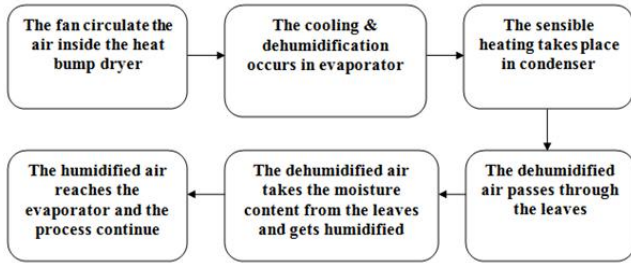 The fan circulate the
air inside the heat
bump dryer
The cooling &
dehumidification
occurs in evaporator
The sensible
heating takes place
in condenser
The dehumidified
air passes through
the leaves
The dehumidified air
takes the moisture
content from the leaves
and gets humidified
The humidified air
reaches the
evaporator and the
process continue